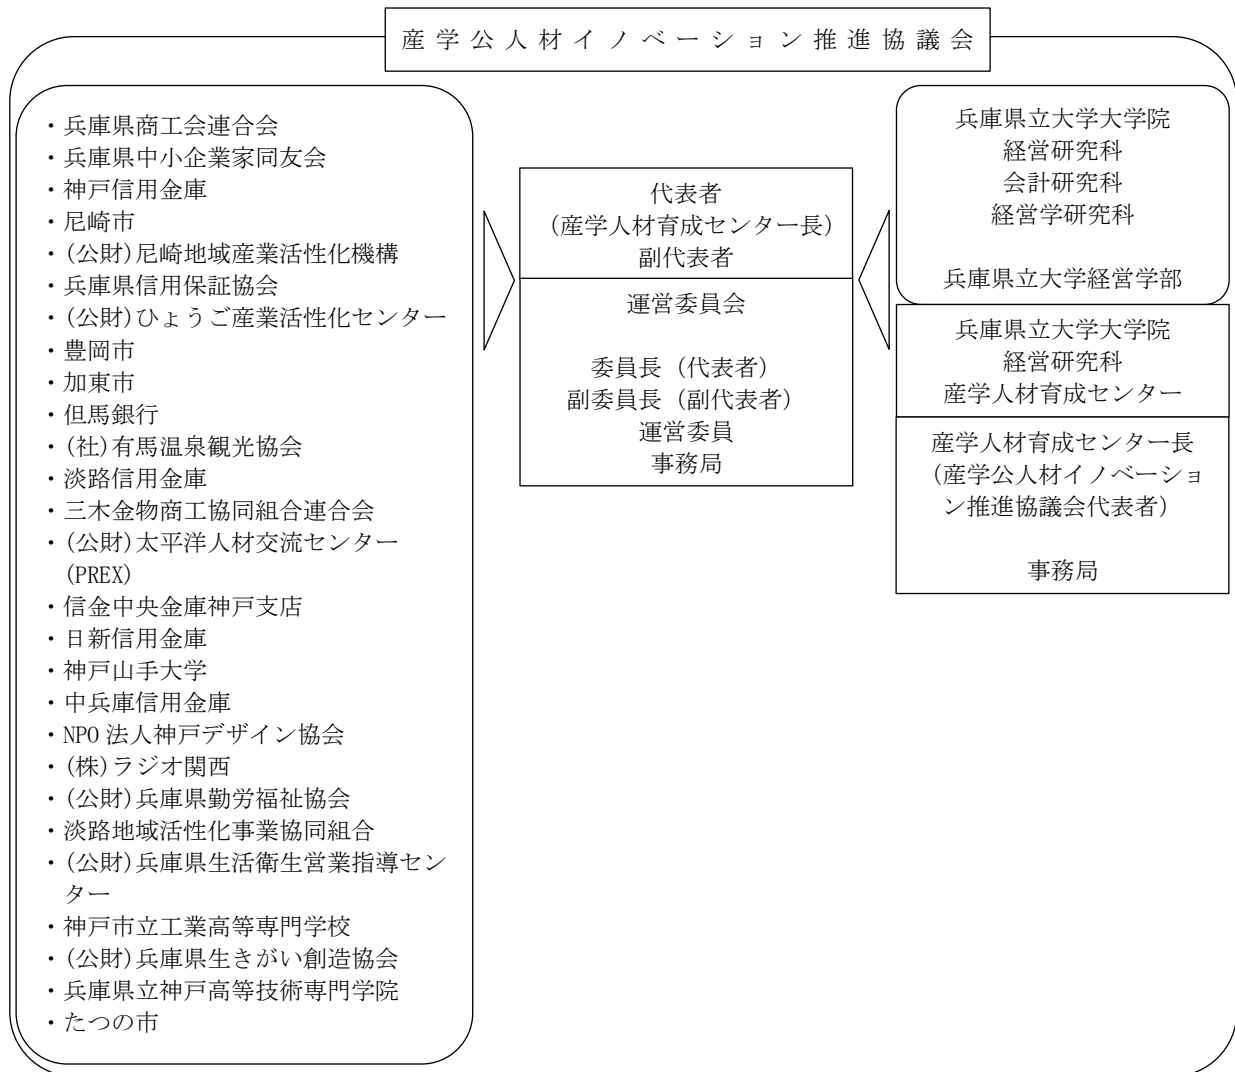 産学公人材イノベーション推進協議会
・兵庫県商工会連合会
・兵庫県中小企業家同友会
・神戸信用金庫
・尼崎市
・(公財)尼崎地域産業活性化機構
・兵庫県信用保証協会
・(公財)ひょうご産業活性化センター
・豊岡市
・加東市
・但馬銀行
・(社)有馬温泉観光協会
・淡路信用金庫
・三木金物商工協同組合連合会
・(公財)太平洋人材交流センター
(PREX)
・信金中央金庫神戸支店
・日新信用金庫
・神戸山手大学
・中兵庫信用金庫
・NPO法人神戸デザイン協会
・(株)ラジオ関西
・(公財)兵庫県勤労福祉協会
・淡路地域活性化事業協同組合
・(公財)兵庫県生活衛生営業指導セン
ター
・神戸市立工業高等専門学校
・(公財)兵庫県生きがい創造協会
・兵庫県立神戸高等技術専門学院
・たつの市
代表者
(産学人材育成センター長)
副代表者
運営委員会
委員長(代表者)
副委員長(副代表者)
運営委員
事務局
兵庫県立大学大学院
経営研究科
会計研究科
経営学研究科
兵庫県立大学経営学部
兵庫県立大学大学院
経営研究科
産学人材育成センター
産学人材育成センター長
(産学公人材イノベーショ
ン推進協議会代表者)
事務局